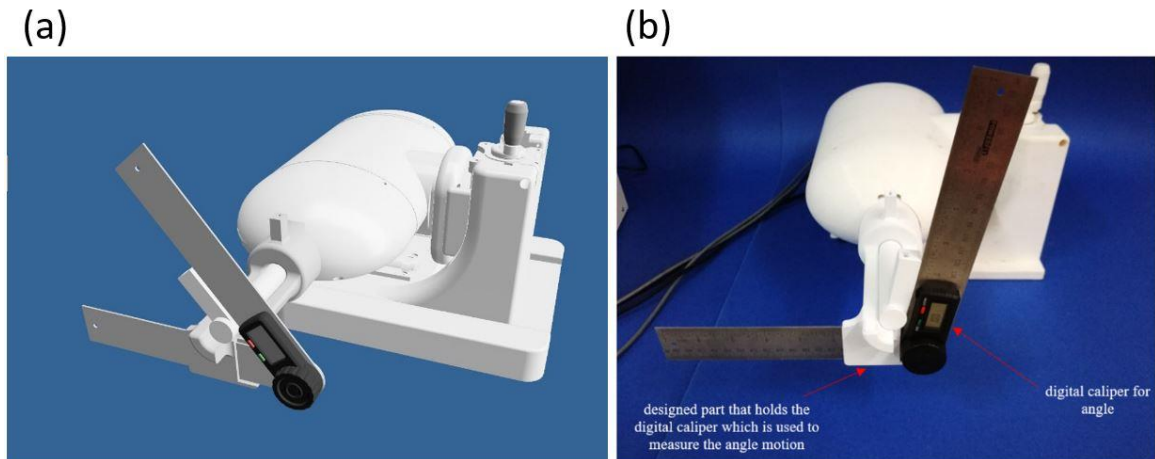 (a)
(b)
designed part that holds the
digital caliper which is used to
measure the angle motion
digital caliper for
angle